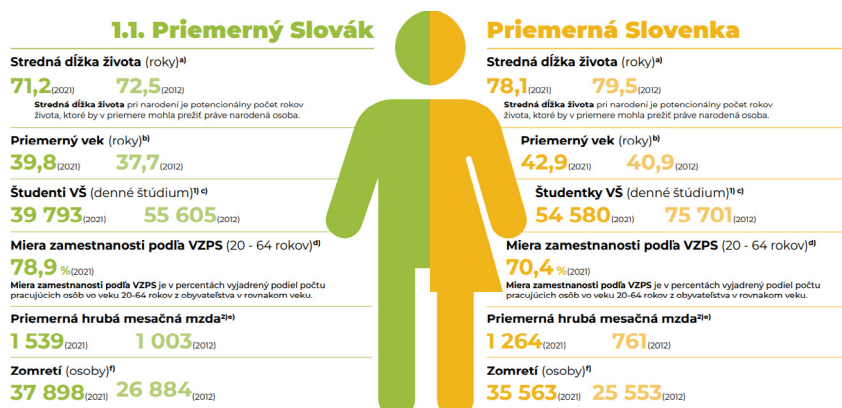 1.1. Priemerný Slovák
Stredná dĺžka života (roky)a)
71,2(2021) 72,5(2012)
Stredná dĺžka života pri narodení je potencionálny počet rokov
života, ktoré by v priemere mohla prežiť práve narodená osoba.
Priemerný vek (roky)b)
39,8(2021) 37,7(2012)
Študenti VŠ (denné štúdium)1) c)
39 793(2021) 55 605(2012)
Miera zamestnanosti podľa VZPS (20 - 64 rokov)d)
78,9 %(2021)
Miera zamestnanosti podľa VZPS je v percentách vyjadrený podiel počtu
pracujúcich osôb vo veku 20-64 rokov z obyvateľstva v rovnakom veku.
Priemerná hrubá mesačná mzda2)e)
1 539(2021) 1 003(2012)
Zomretí (osoby)f)
37 898(2021) 26 884(2012)
Priemerná Slovenka
Stredná dĺžka života (roky)a)
78,1(2021) 79,5(2012)
Stredná dĺžka života pri narodení je potencionálny počet rokov
života, ktoré by v priemere mohla prežiť práve narodená osoba.
Priemerný vek (roky)b)
42,9(2021) 40,9(2012)
Študentky VŠ (denné štúdium)1) c)
54 580(2021) 75 701(2012)
Miera zamestnanosti podľa VZPS (20 - 64 rokov)d)
70,4 %(2021)
Miera zamestnanosti podľa VZPS je v percentách vyjadrený podiel počtu
pracujúcich osôb vo veku 20-64 rokov z obyvateľstva v rovnakom veku.
Priemerná hrubá mesačná mzda2)e)
1 264(2021) 761(2012)
Zomretí (osoby)f)
35 563(2021) 25 553(2012)